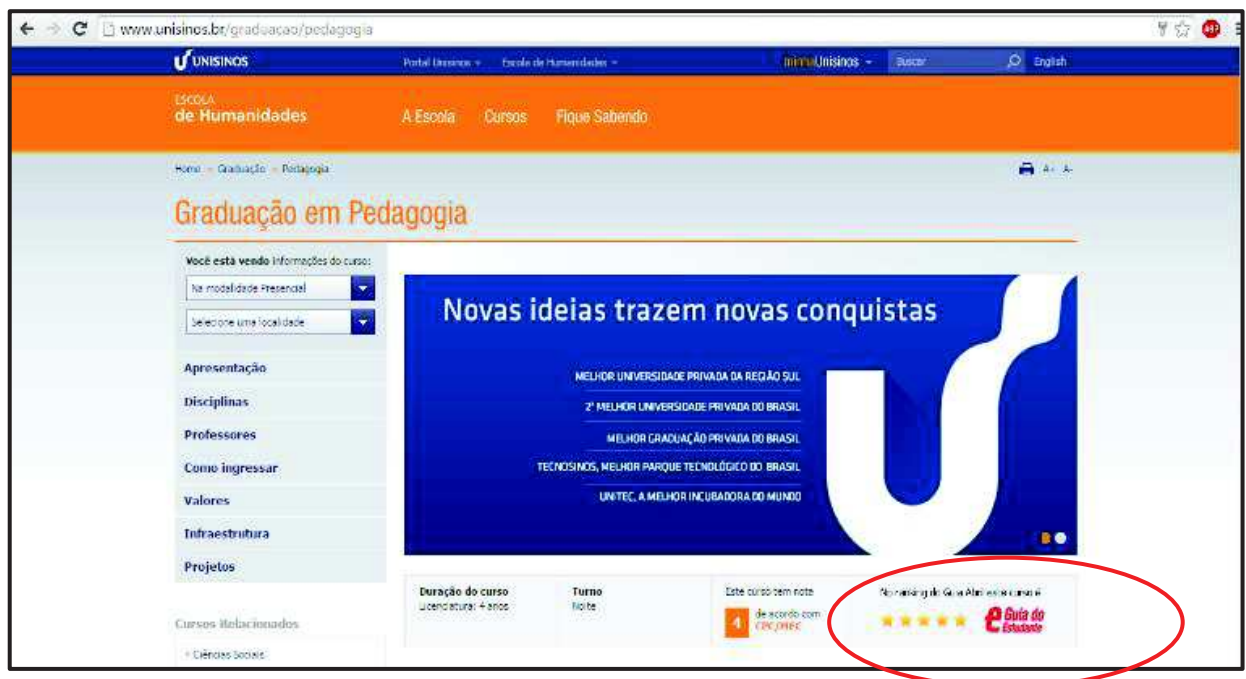 www.unisinos.br/graduacao/pedagogia
UNISINOS
Portal Unisinos
Escola de Humanidades
minhaUnisinos
Buscar
English
ESCOLA
de Humanidades
A Escola
Cursos
Fique Sabendo
Home
Graduação
Pedagogia
A+ A-
Graduação em Pedagogia
Você está vendo informações do curso:
Na modalidade Presencial
Selecione uma localidade
Apresentação
Disciplinas
Professores
Como ingressar
Valores
Infraestrutura
Projetos
Novas ideias trazem novas conquistas
MELHOR UNIVERSIDADE PRIVADA DA REGIÃO SUL
2ª MELHOR UNIVERSIDADE PRIVADA DO BRASIL
MELHOR GRADUAÇÃO PRIVADA DO BRASIL
TECNOSINOS, MELHOR PARQUE TECNOLÓGICO DO BRASIL
UNITEC, A MELHOR INCUBADORA DO MUNDO
Duração do curso
Licenciatura: 4 anos
Turno
Noite
Este curso tem nota
4
de acordo com
CPC/MEC
No ranking do Guia Abril este curso é
Guia do
Estudante
Cursos Relacionados
Ciências Sociais